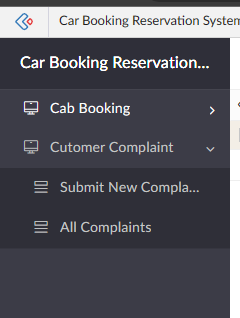 Car Booking Reservation System
Car Booking Reservation...
Cab Booking
Cutomer Complaint
Submit New Compla...
All Complaints